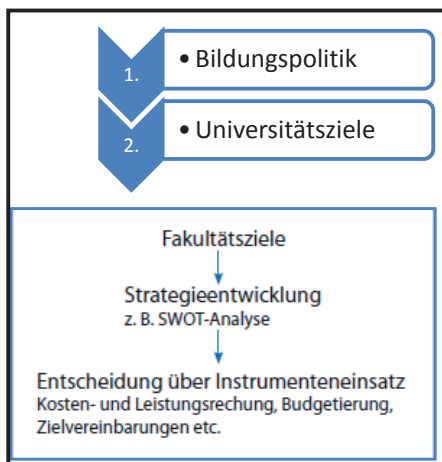 1.
• Bildungspolitik
2.
• Universitätsziele
Fakultätsziele
Strategieentwicklung
z. B. SWOT-Analyse
Entscheidung über Instrumenteneinsatz
Kosten- und Leistungsrechung, Budgetierung,
Zielvereinbarungen etc.